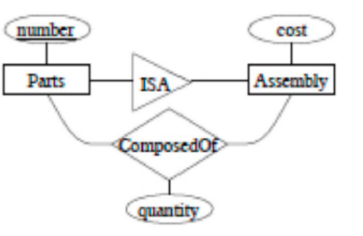 number
cost
Parts
ISA
Assembly
ComposedOf
quantity